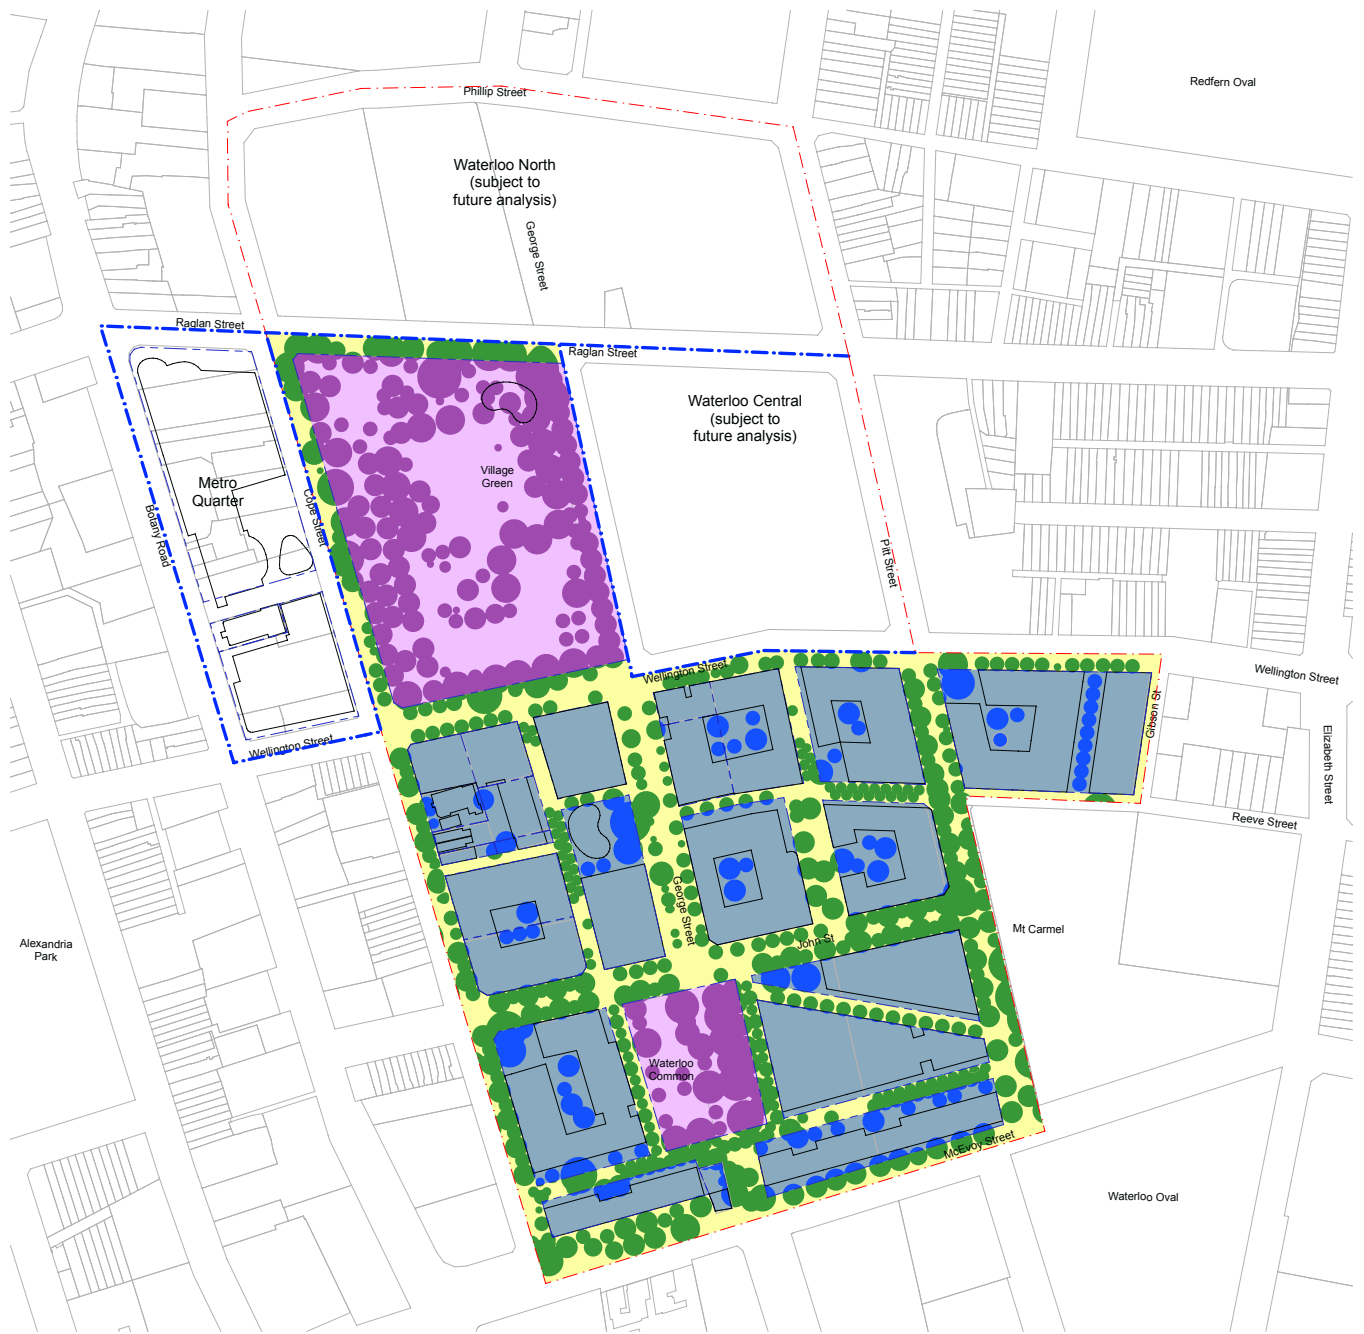 Redfern Oval
Phillip Street
Waterloo North
(subject to
future analysis)
George Street
Raglan Street
Raglan Street
Waterloo Central
(subject to
future analysis)
Village
Green
Metro
Quarter
Cope Street
Botany Road
Pitt Street
Wellington Street
Wellington Street
Gibson St
Elizabeth Street
Wellington Street
Reeve Street
George Street
Mt Carmel
John St
Alexandria
Park
Waterloo
Common
McEvoy Street
Waterloo Oval